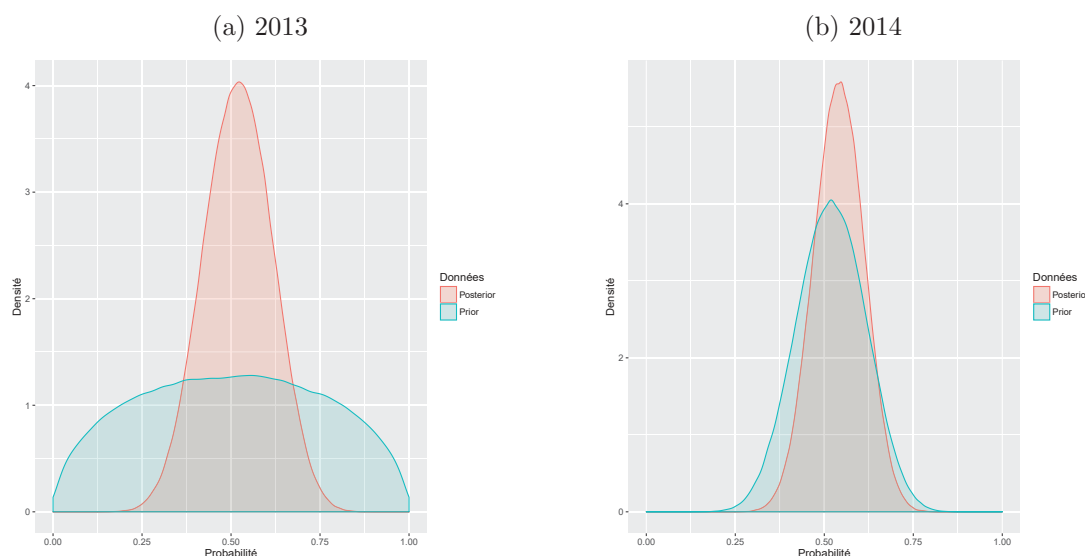 (a) 2013
4
3
2
1
0
Densité
0.00 0.25 0.50 0.75 1.00
Probabilité
Données
Posterior
Prior
(b) 2014
4
2
0
Densité
0.00 0.25 0.50 0.75 1.00
Probabilité
Données
Posterior
Prior